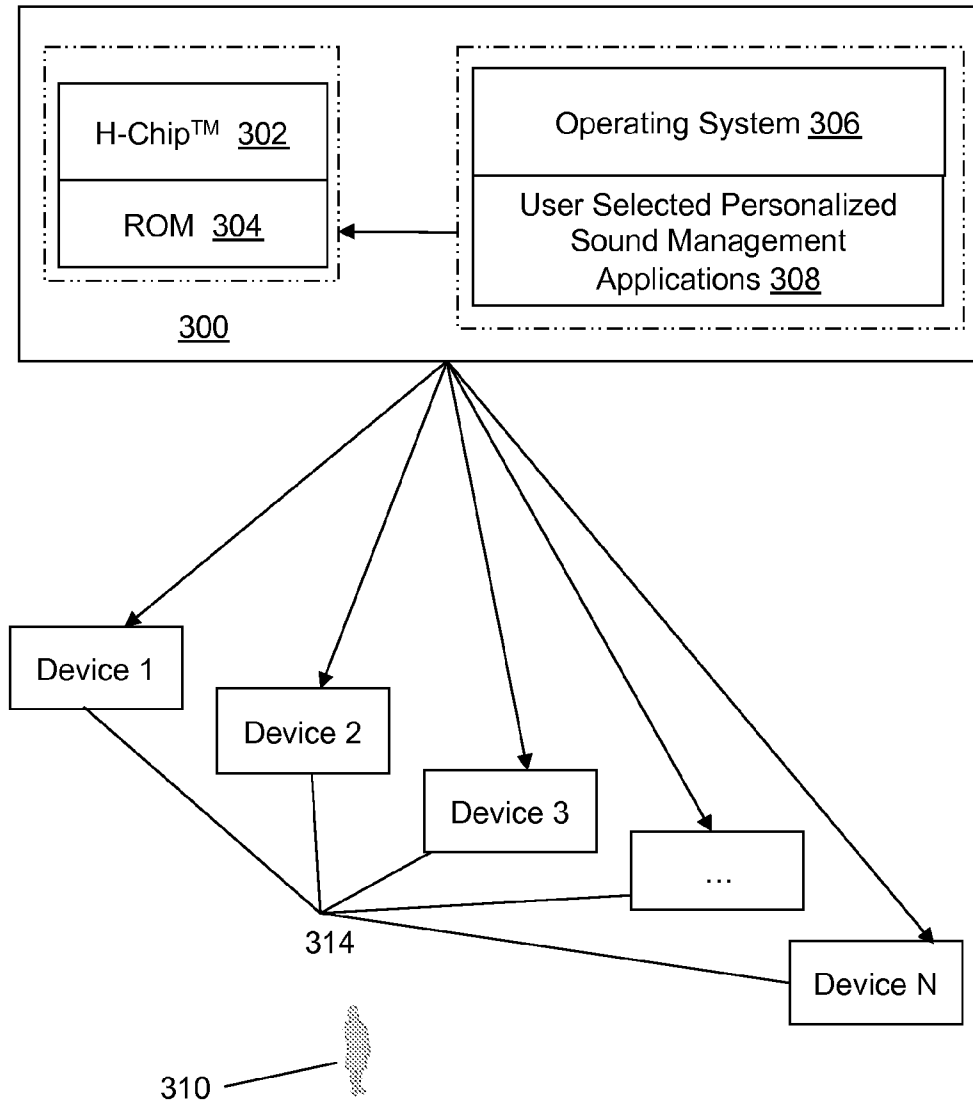 H-Chip™ 302
ROM 304
Operating System 306
User Selected Personalized
Sound Management
Applications 308
300
Device 1
Device 2
Device 3
...
Device N
314
310